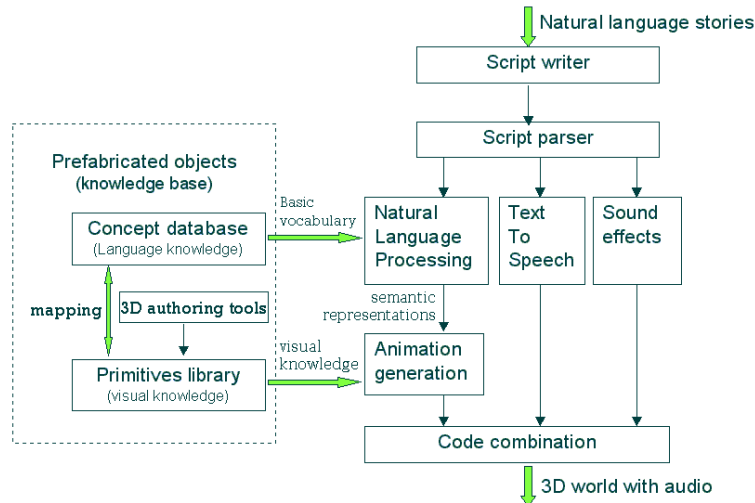 Natural language stories
Script writer
Script parser
Prefabricated objects
(knowledge base)
Basic
vocabulary
Concept database
(Language knowledge)
Natural
Language
Processing
Text
To
Speech
Sound
effects
mapping
3D authoring tools
semantic
representations
visual
knowledge
Primitives library
(visual knowledge)
Animation
generation
Code combination
3D world with audio